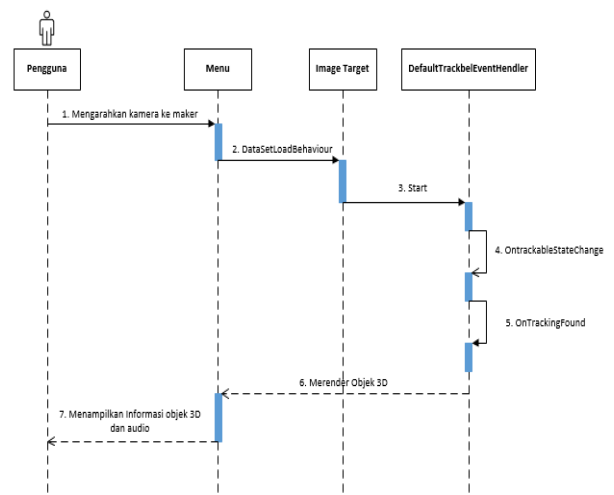 Pengguna
Menu
Image Target
DefaultTrackbelEventHendler
1. Mengarahkan kamera ke maker
2. DataSetLoadBehaviour
3. Start
4. OntrackableStateChange
5. OnTrackingFound
6. Merender Objek 3D
7. Menampilkan Informasi objek 3D
dan audio